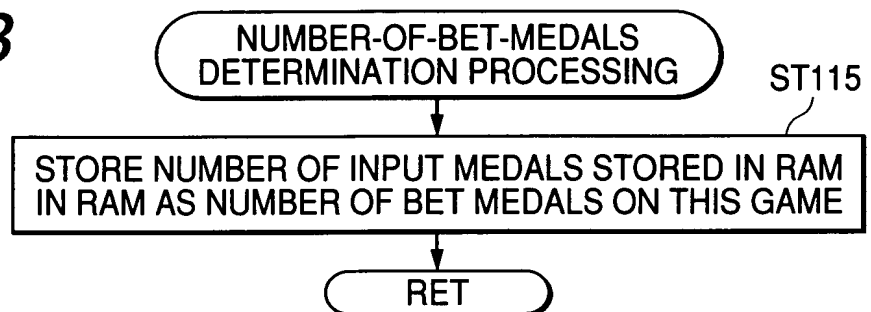 3
NUMBER-OF-BET-MEDALS
DETERMINATION PROCESSING
ST115
STORE NUMBER OF INPUT MEDALS STORED IN RAM
IN RAM AS NUMBER OF BET MEDALS ON THIS GAME
RET